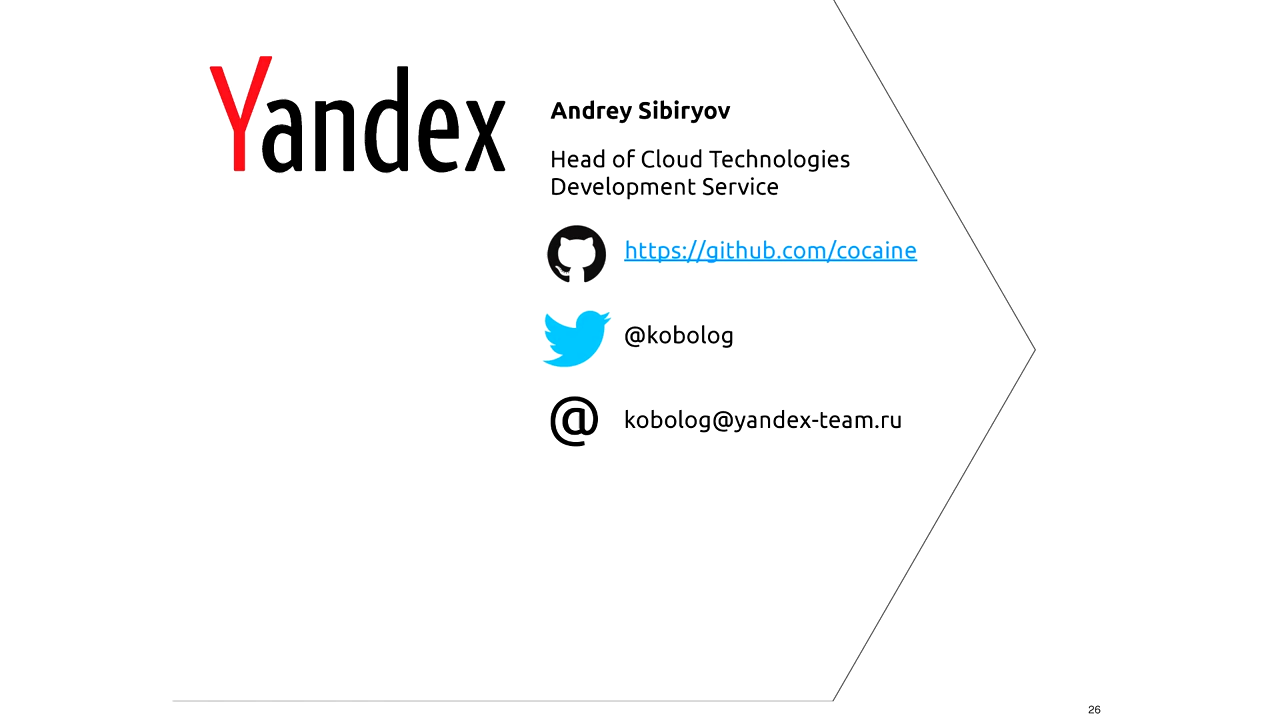 Yandex
Andrey Sibiryov
Head of Cloud Technologies
Development Service
https://github.com/cocaine
@kobolog
@ kobolog@yandex-team.ru
26